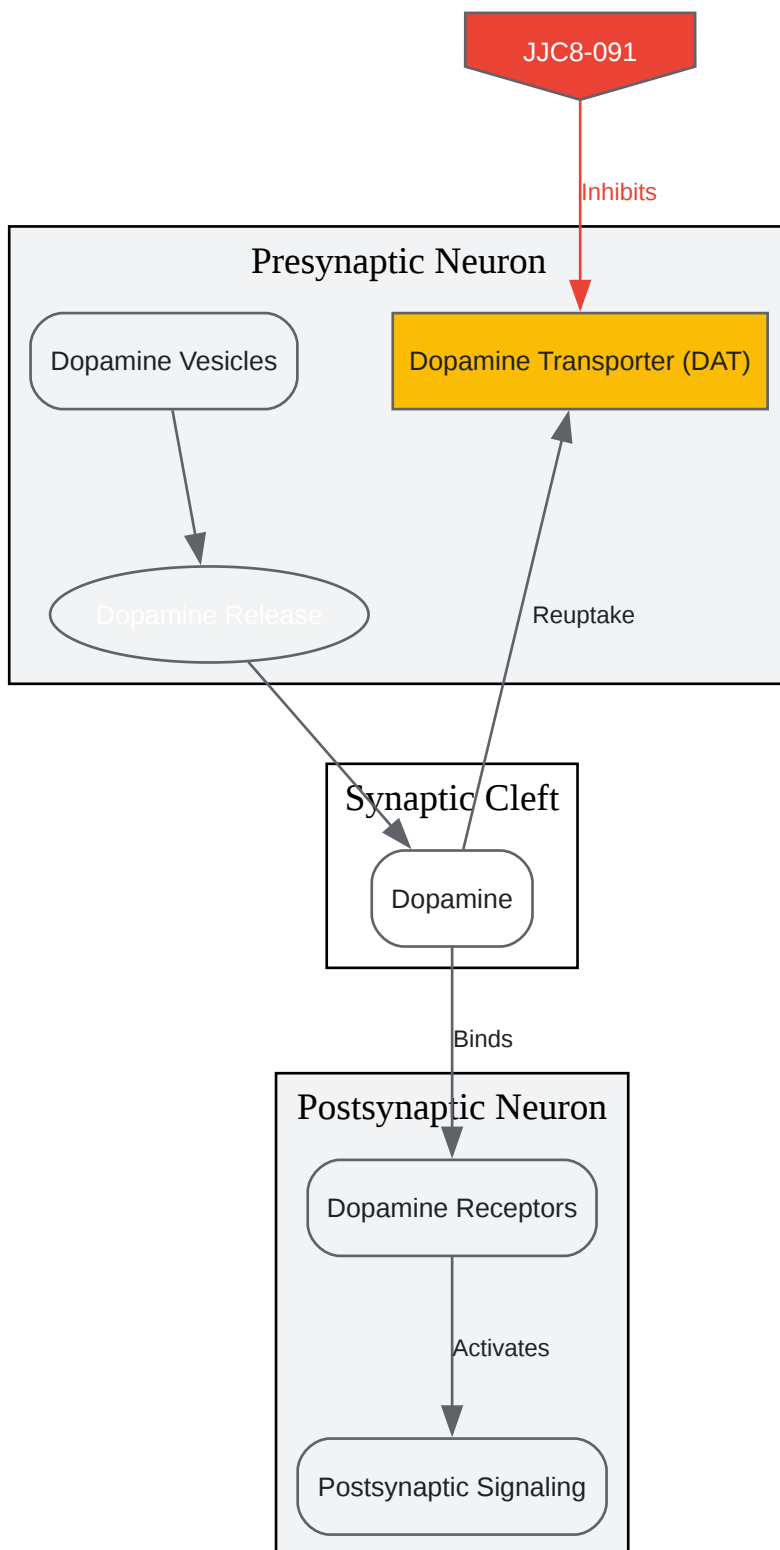 JJC8-091
Inhibits
Presynaptic Neuron
Dopamine Vesicles
Dopamine Transporter (DAT)
Dopamine Release
Reuptake
Synaptic Cleft
Dopamine
Binds
Postsynaptic Neuron
Dopamine Receptors
Activates
Postsynaptic Signaling